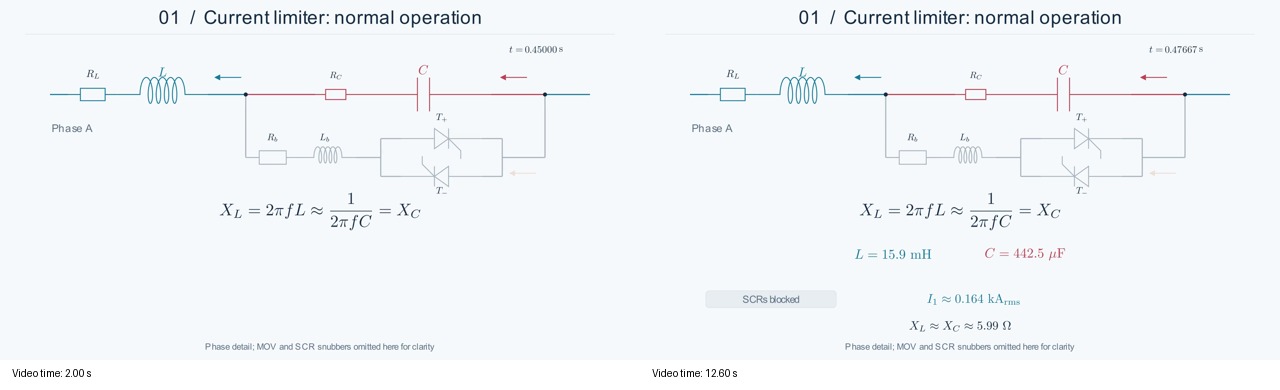 01 / Current limiter: normal operation
t = 0.45000 s
R_L
L
R_C
C
Phase A
R_b
L_b
T_+
T_−
X_L = 2πfL ≈ 1/(2πfC) = X_C
Phase detail; MOV and SCR snubbers omitted here for clarity
Video time: 2.00 s
01 / Current limiter: normal operation
t = 0.47667 s
R_L
L
R_C
C
Phase A
R_b
L_b
T_+
T_−
X_L = 2πfL ≈ 1/(2πfC) = X_C
L = 15.9 mH
C = 442.5 μF
SCRs blocked
I_1 ≈ 0.164 kA_rms
X_L ≈ X_C ≈ 5.99 Ω
Phase detail; MOV and SCR snubbers omitted here for clarity
Video time: 12.60 s